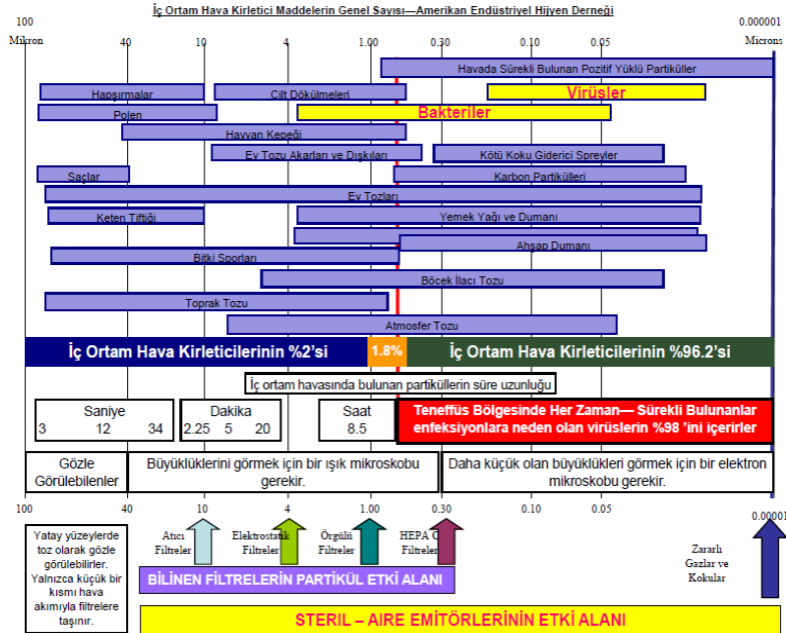 İç Ortam Hava Kirletici Maddelerin Genel Sayısı—Amerikan Endüstriyel Hijyen Derneği
100 0.000001
Mikron 40 10 4 1.00 0.30 0.10 0.05 Microns
Havada Sürekli Bulunan Pozitif Yüklü Partiküller
Hapşırmalar Cilt Dökülmeleri Virüsler
Polen Bakteriler
Hayvan Kepeği
Ev Tozu Akarları ve Dışkıları Kötü Koku Giderici Spreyler
Saçlar Karbon Partikülleri
Ev Tozları
Keten Tiftiği Yemek Yağı ve Dumanı
Ahşap Dumanı
Bitki Sporları
Böcek İlacı Tozu
Toprak Tozu
Atmosfer Tozu
İç Ortam Hava Kirleticilerinin %2'si 1.8% İç Ortam Hava Kirleticilerinin %96.2'si
İç ortam havasında bulunan partiküllerin süre uzunluğu
Saniye
3 12 34
Dakika
2.25 5 20
Saat
8.5
Teneffüs Bölgesinde Her Zaman— Sürekli Bulunanlar
enfeksiyonlara neden olan virüslerin %98 'ini içerirler
Gözle
Görülebilenler
Büyüklüklerini görmek için bir ışık mikroskobu
gerekir.
Daha küçük olan büyüklükleri görmek için bir elektron
mikroskobu gerekir.
100 40 10 4 1.00 0.30 0.10 0.05 0.00001
Yatay yüzeylerde
toz olarak gözle
görülebilirler.
Yalnızca küçük bir
kısmı hava
akımıyla filtrelere
taşınır.
Atıcı
Filtreler
Elektrostatik
Filtreler
Örgülü
Filtreler
HEPA
Filtreler
Zararlı
Gazlar ve
Kokular
BİLİNEN FİLTRELERİN PARTİKÜL ETKİ ALANI
STERIL – AIRE EMİTÖRLERİNİN ETKİ ALANI